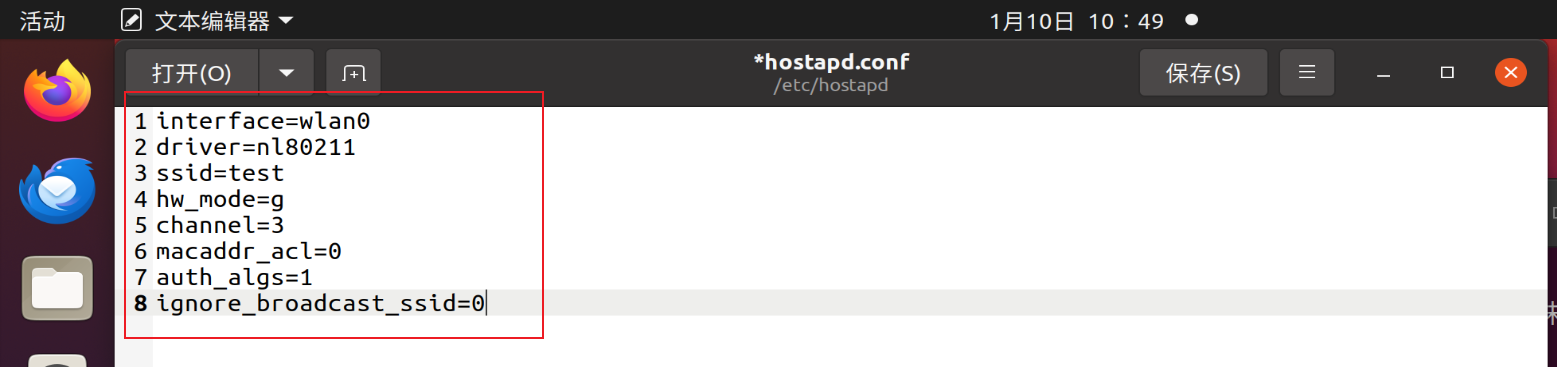 活动 文本编辑器 1月10日 10：49
打开(O) *hostapd.conf 保存(S)
/etc/hostapd
1 interface=wlan0
2 driver=nl80211
3 ssid=test
4 hw_mode=g
5 channel=3
6 macaddr_acl=0
7 auth_algs=1
8 ignore_broadcast_ssid=0